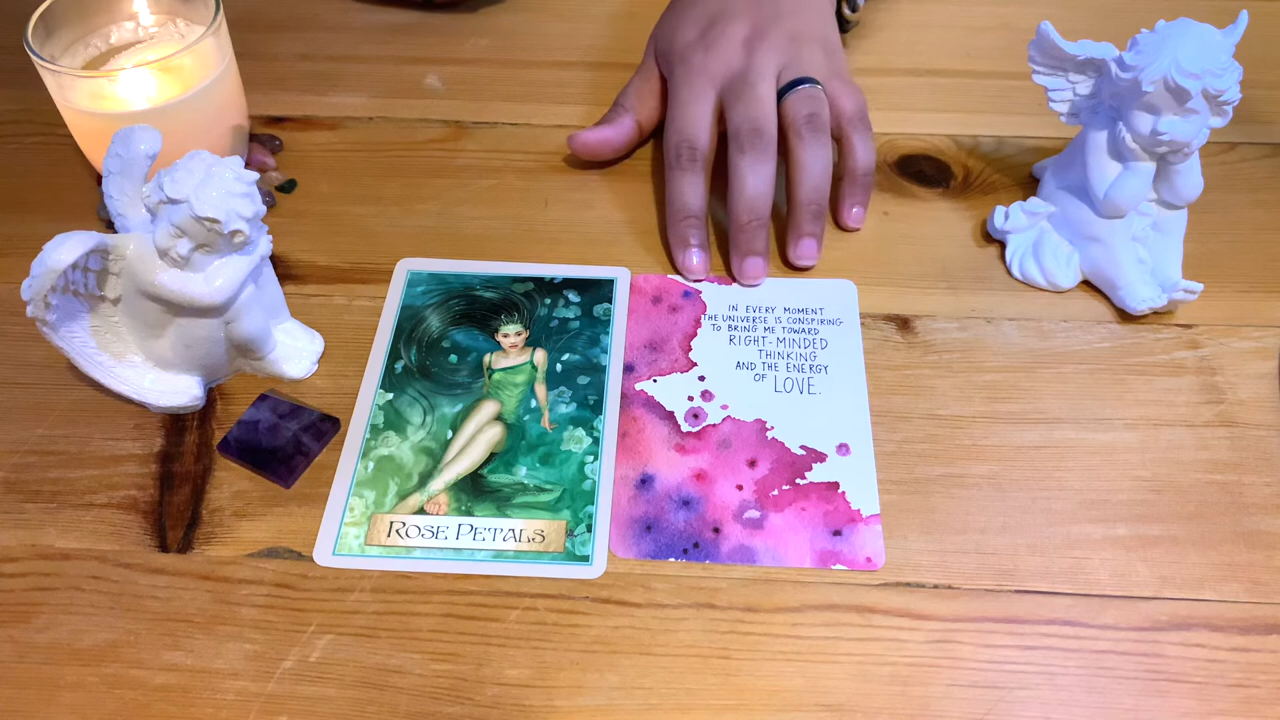 ROSE PETALS
IN EVERY MOMENT
THE UNIVERSE IS CONSPIRING
TO BRING ME TOWARD
RIGHT-MINDED
THINKING
AND THE ENERGY
OF LOVE.